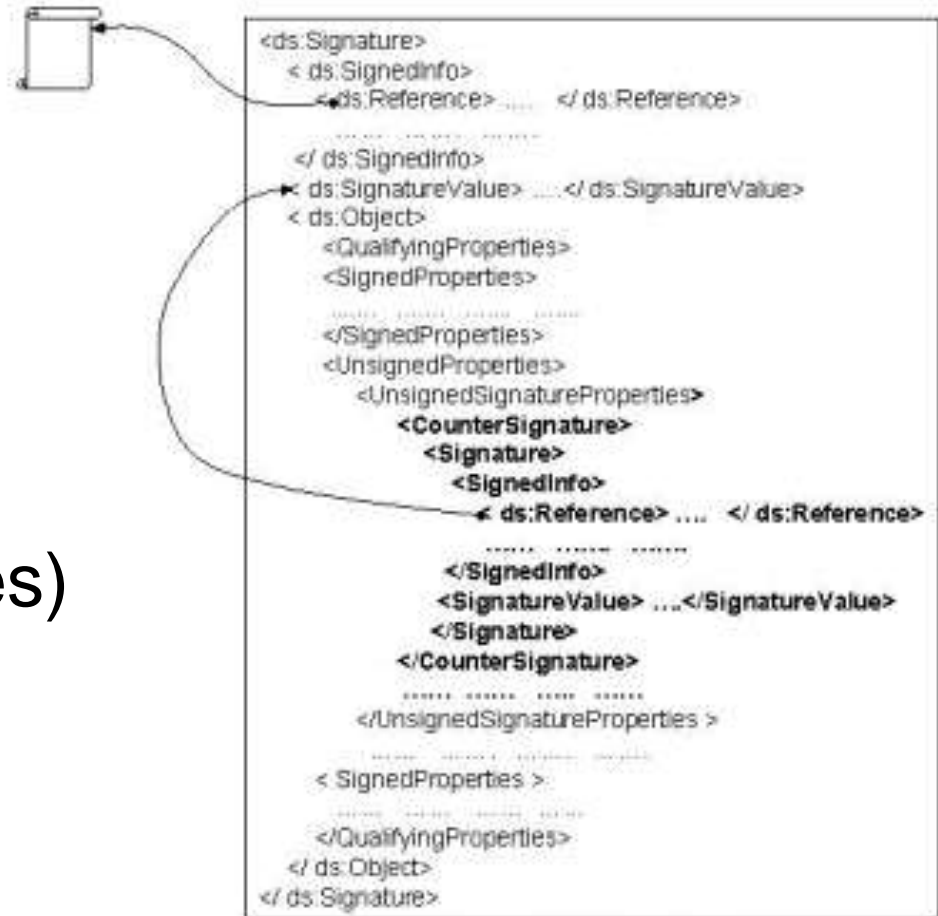 <ds:Signature>
< ds:SignedInfo>
< ds:Reference> .... </ ds:Reference>
...... ....... ........
</ ds:SignedInfo>
< ds:SignatureValue> ....</ ds:SignatureValue>
< ds:Object>
<QualifyingProperties>
<SignedProperties>
....... ....... ....... .......
</SignedProperties>
<UnsignedProperties>
<UnsignedSignatureProperties>
<CounterSignature>
<Signature>
<SignedInfo>
< ds:Reference> .... </ ds:Reference>
...... ....... .......
</SignedInfo>
<SignatureValue> ....</SignatureValue>
</Signature>
</CounterSignature>
...... ...... ..... ......
</UnsignedSignatureProperties >
....... ....... ....... ........
< SignedProperties >
....... ....... ...... ......
</QualifyingProperties>
</ ds:Object>
</ ds:Signature>
es)